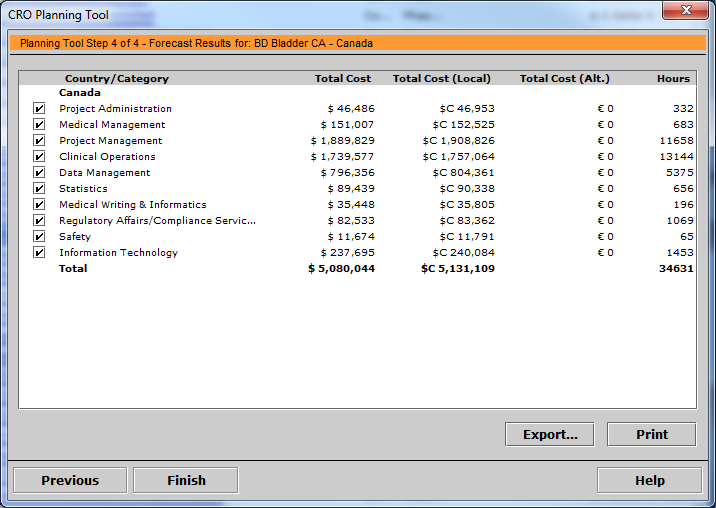 CRO Planning Tool
Planning Tool Step 4 of 4 - Forecast Results for: BD Bladder CA - Canada
Country/Category Total Cost Total Cost (Local) Total Cost (Alt.) Hours
Canada
Project Administration $ 46,486 $C 46,953 € 0 332
Medical Management $ 151,007 $C 152,525 € 0 683
Project Management $ 1,889,829 $C 1,908,826 € 0 11658
Clinical Operations $ 1,739,577 $C 1,757,064 € 0 13144
Data Management $ 796,356 $C 804,361 € 0 5375
Statistics $ 89,439 $C 90,338 € 0 656
Medical Writing & Informatics $ 35,448 $C 35,805 € 0 196
Regulatory Affairs/Compliance Servic... $ 82,533 $C 83,362 € 0 1069
Safety $ 11,674 $C 11,791 € 0 65
Information Technology $ 237,695 $C 240,084 € 0 1453
Total $ 5,080,044 $C 5,131,109 34631
Export... Print
Previous Finish Help